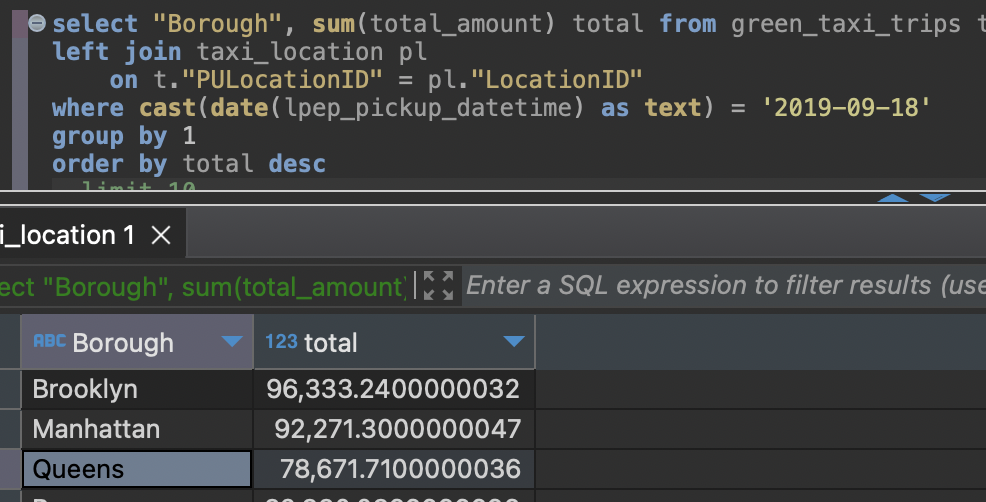 select "Borough", sum(total_amount) total from green_taxi_trips t
left join taxi_location pl
on t."PULocationID" = pl."LocationID"
where cast(date(lpep_pickup_datetime) as text) = '2019-09-18'
group by 1
order by total desc
limit 10
i_location 1
ect "Borough", sum(total_amount)
Enter a SQL expression to filter results (use
ABC Borough
123 total
Brooklyn 96,333.2400000032
Manhattan 92,271.3000000047
Queens 78,671.7100000036